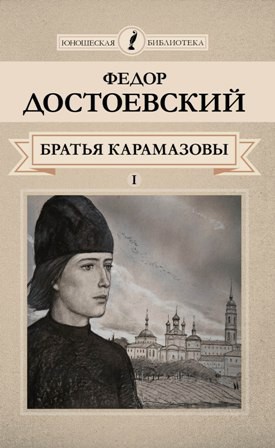 ЮНОШЕСКАЯ БИБЛИОТЕКА
ФЕДОР
ДОСТОЕВСКИЙ
БРАТЬЯ КАРАМАЗОВЫ
I